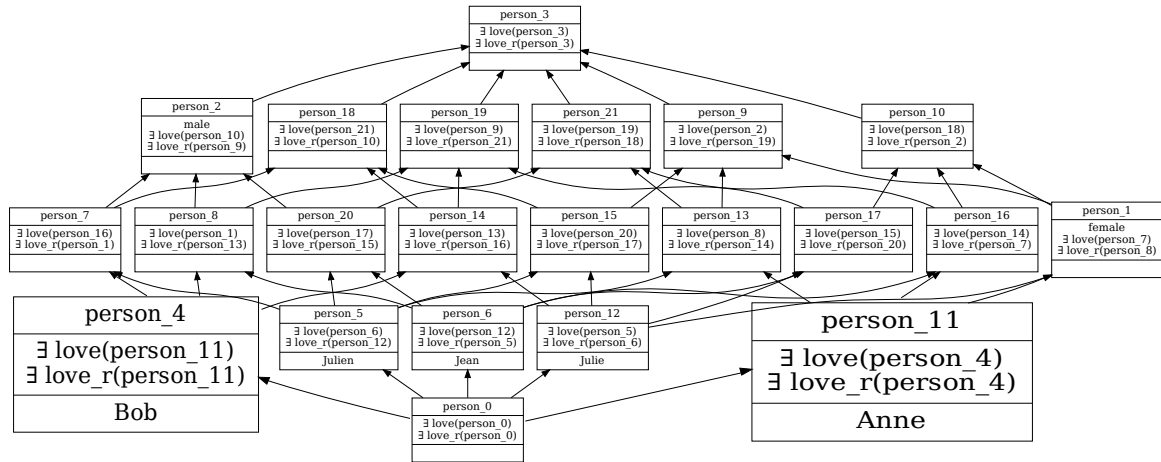 person_3
∃ love(person_3)
∃ love_r(person_3)
person_2
male
∃ love(person_10)
∃ love_r(person_9)
person_18
∃ love(person_21)
∃ love_r(person_10)
person_19
∃ love(person_9)
∃ love_r(person_21)
person_21
∃ love(person_19)
∃ love_r(person_18)
person_9
∃ love(person_2)
∃ love_r(person_19)
person_10
∃ love(person_18)
∃ love_r(person_2)
person_7
∃ love(person_16)
∃ love_r(person_1)
person_8
∃ love(person_1)
∃ love_r(person_13)
person_20
∃ love(person_17)
∃ love_r(person_15)
person_14
∃ love(person_13)
∃ love_r(person_16)
person_15
∃ love(person_20)
∃ love_r(person_17)
person_13
∃ love(person_8)
∃ love_r(person_14)
person_17
∃ love(person_15)
∃ love_r(person_20)
person_16
∃ love(person_14)
∃ love_r(person_7)
person_1
female
∃ love(person_7)
∃ love_r(person_8)
person_4
∃ love(person_11)
∃ love_r(person_11)
Bob
person_5
∃ love(person_6)
∃ love_r(person_12)
Julien
person_6
∃ love(person_12)
∃ love_r(person_5)
Jean
person_12
∃ love(person_5)
∃ love_r(person_6)
Julie
person_11
∃ love(person_4)
∃ love_r(person_4)
Anne
person_0
∃ love(person_0)
∃ love_r(person_0)